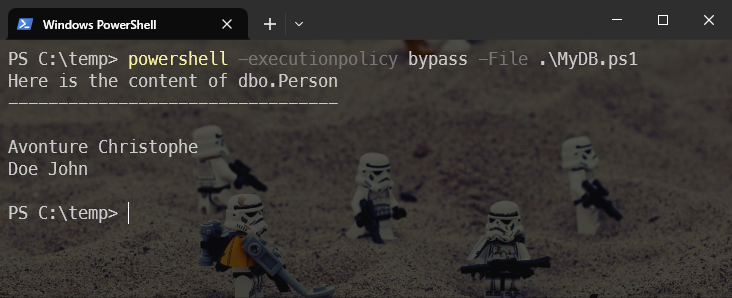 Windows PowerShell
PS C:\temp> powershell -executionpolicy bypass -File .\MyDB.ps1
Here is the content of dbo.Person
---------------------------------
Avonture Christophe
Doe John
PS C:\temp>